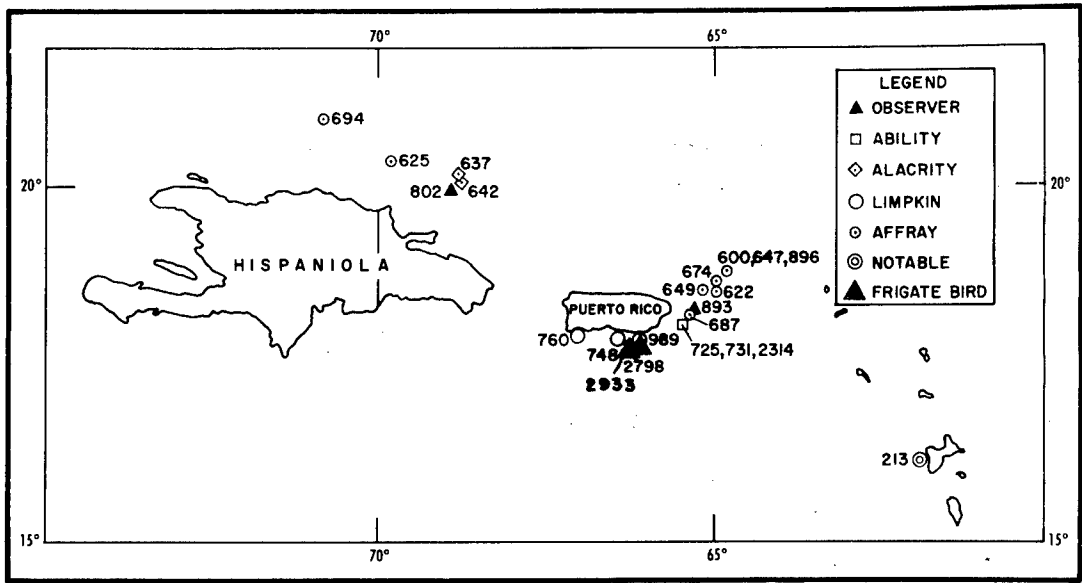 70°
65°
LEGEND
OBSERVER
ABILITY
ALACRITY
LIMPKIN
AFFRAY
NOTABLE
FRIGATE BIRD
694
625
637
642
802
20°
20°
HISPANIOLA
600,647,896
674
649
622
893
687
725,731,2314
PUERTO RICO
760
748
989
2798
2933
213
15°
15°
70°
65°